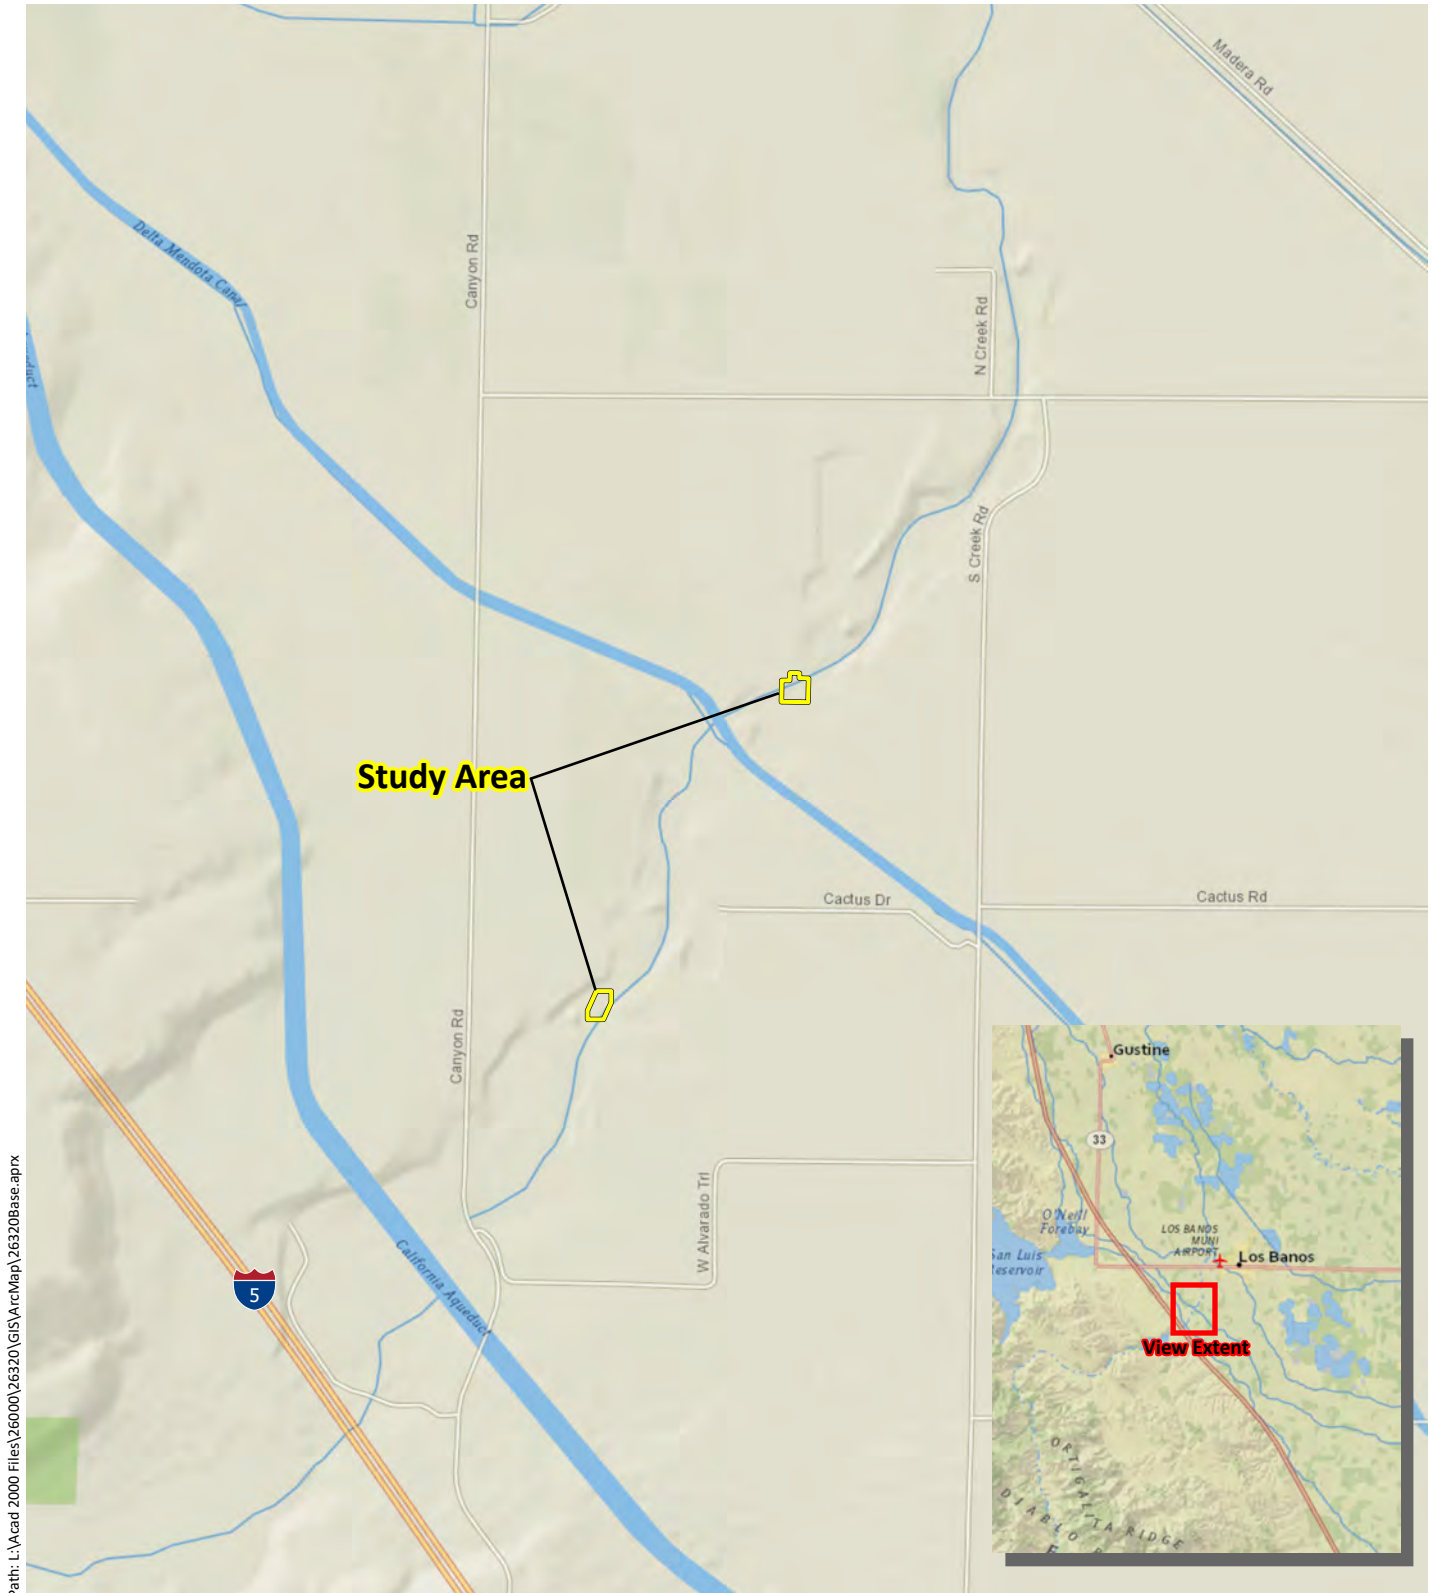 Madera Rd
Delta Mendota Canal
Canyon Rd
N Creek Rd
S Creek Rd
Study Area
Cactus Dr
Cactus Rd
Canyon Rd
W Alvarado Trl
California Aqueduct
5
Gustine
33
O'Neill
Forebay
San Luis
Reservoir
LOS BANOS
MUNI
AIRPORT
Los Banos
View Extent
ORTIGALITA RIDGE
DIABLO
Path: L:\Acad 2000 Files\26000\26320\GIS\ArcMap\26320Base.aprx